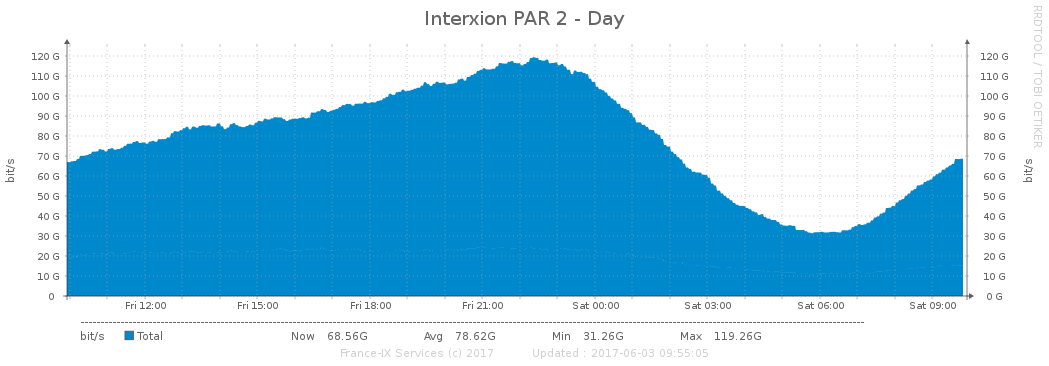 Interxion PAR 2 - Day
RRDTOOL / TOBI OETIKER
bit/s
120 G
110 G
100 G
90 G
80 G
70 G
60 G
50 G
40 G
30 G
20 G
10 G
0
120 G
110 G
100 G
90 G
80 G
70 G
60 G
50 G
40 G
30 G
20 G
10 G
0 G
bit/s
Fri 12:00 Fri 15:00 Fri 18:00 Fri 21:00 Sat 00:00 Sat 03:00 Sat 06:00 Sat 09:00
bit/s Total Now 68.56G Avg 78.62G Min 31.26G Max 119.26G
France-IX Services (c) 2017 Updated : 2017-06-03 09:55:05